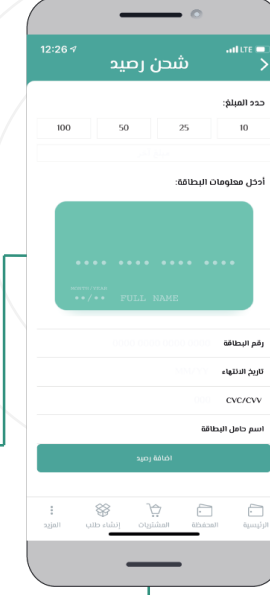 12:26 LTE
شحن رصيد
حدد المبلغ:
10 25 50 100
أدخل معلومات البطاقة:
•••• •••• •••• ••••
MONTH/YEAR
••/•• FULL NAME
رقم البطاقة
تاريخ الانتهاء
CVC/CVV
اسم حامل البطاقة
اضافة رصيد
الرئيسية المحفظة المشتريات إنشاء طلب المزيد